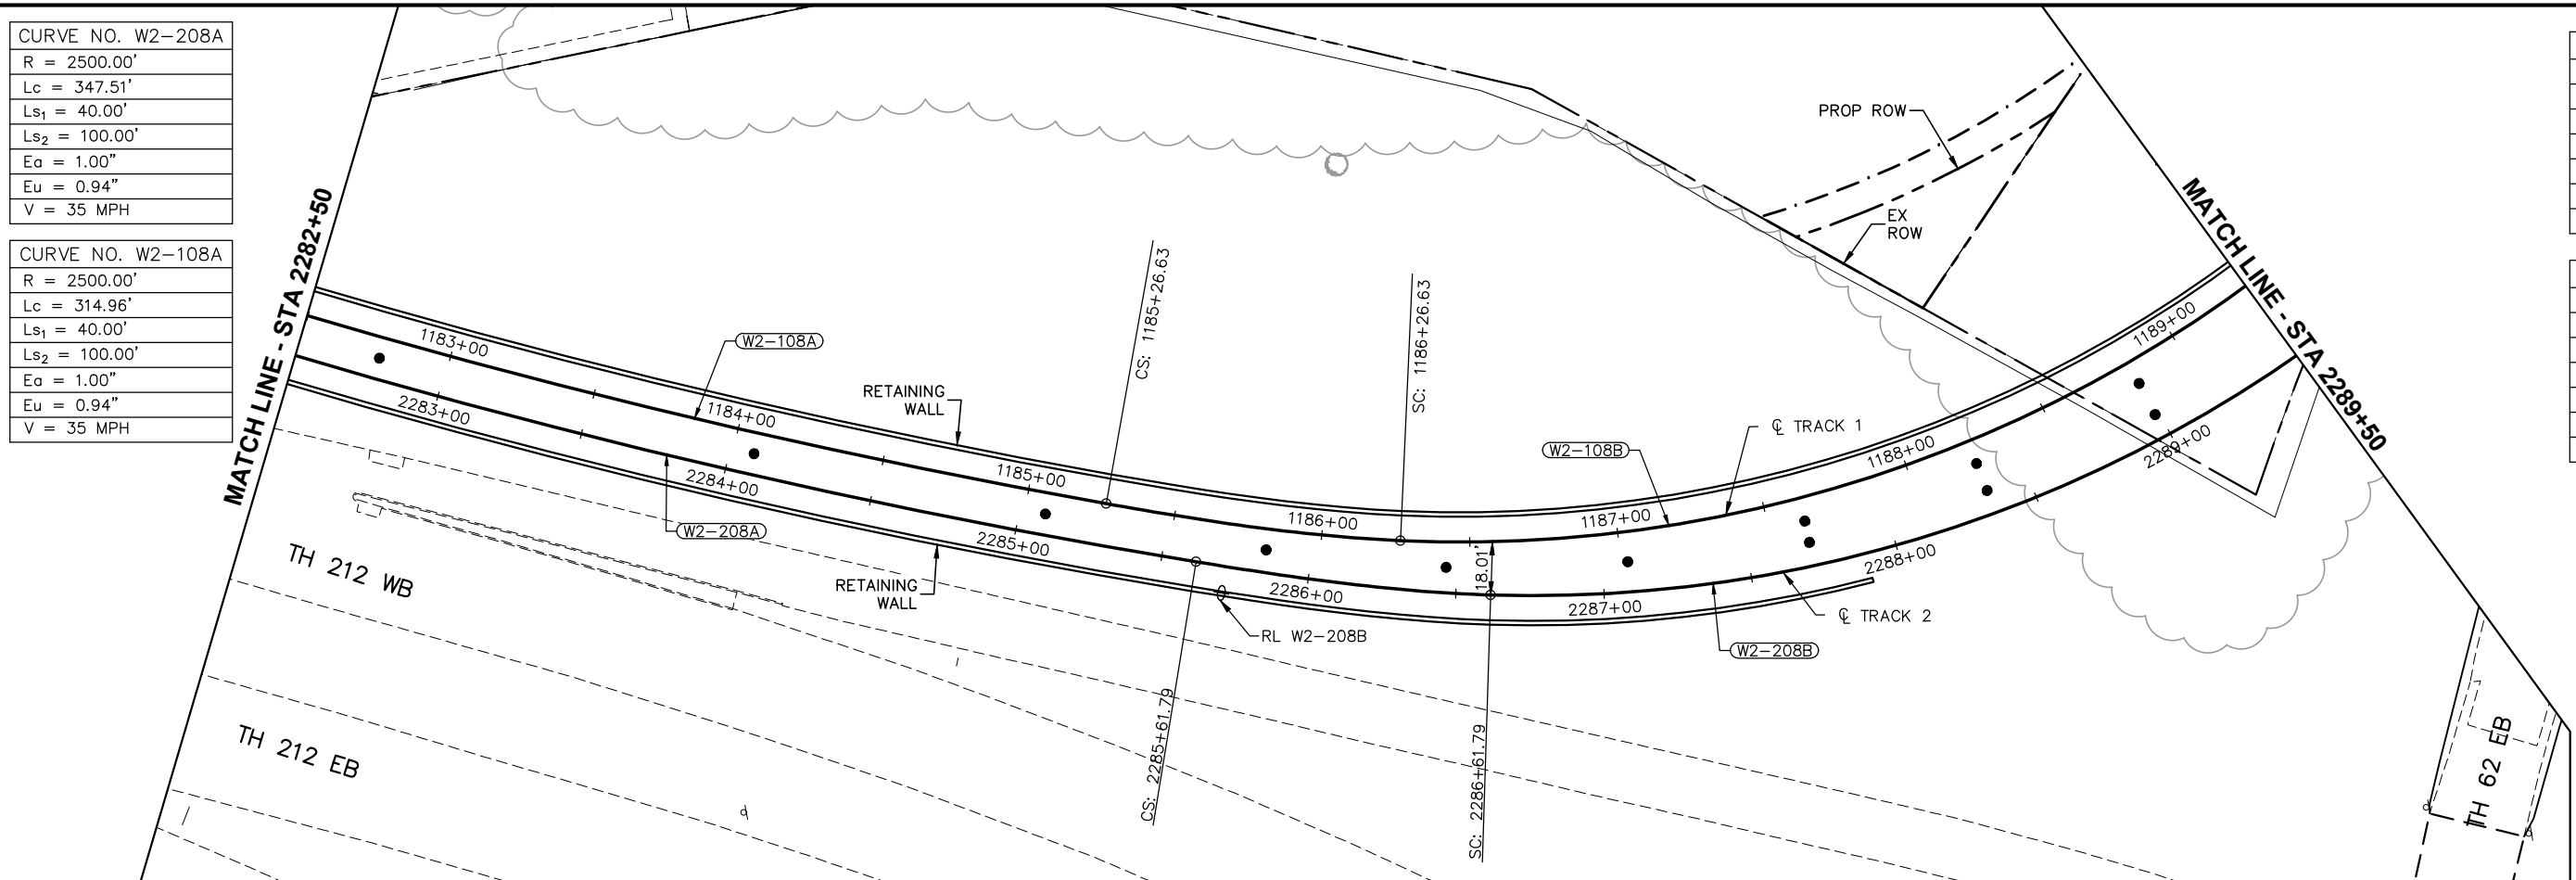 CURVE NO. W2-208A
R = 2500.00'
Lc = 347.51'
Ls₁ = 40.00'
Ls₂ = 100.00'
Ea = 1.00"
Eu = 0.94"
V = 35 MPH
CURVE NO. W2-108A
R = 2500.00'
Lc = 314.96'
Ls₁ = 40.00'
Ls₂ = 100.00'
Ea = 1.00"
Eu = 0.94"
V = 35 MPH
MATCH LINE - STA 2282+50
PROP ROW
EX
ROW
MATCH LINE - STA 2289+50
1183+00
W2-108A
1184+00
RETAINING
WALL
1185+00
CS: 1185+26.63
1186+00
SC: 1186+26.63
1187+00
W2-108B
℄ TRACK 1
1188+00
1189+00
2283+00
W2-208A
2284+00
2285+00
RETAINING
WALL
CS: 2285+61.79
RL W2-208B
2286+00
18.01'
SC: 2286+61.79
2287+00
W2-208B
℄ TRACK 2
2288+00
2289+00
TH 212 WB
TH 212 EB
TH 62 EB